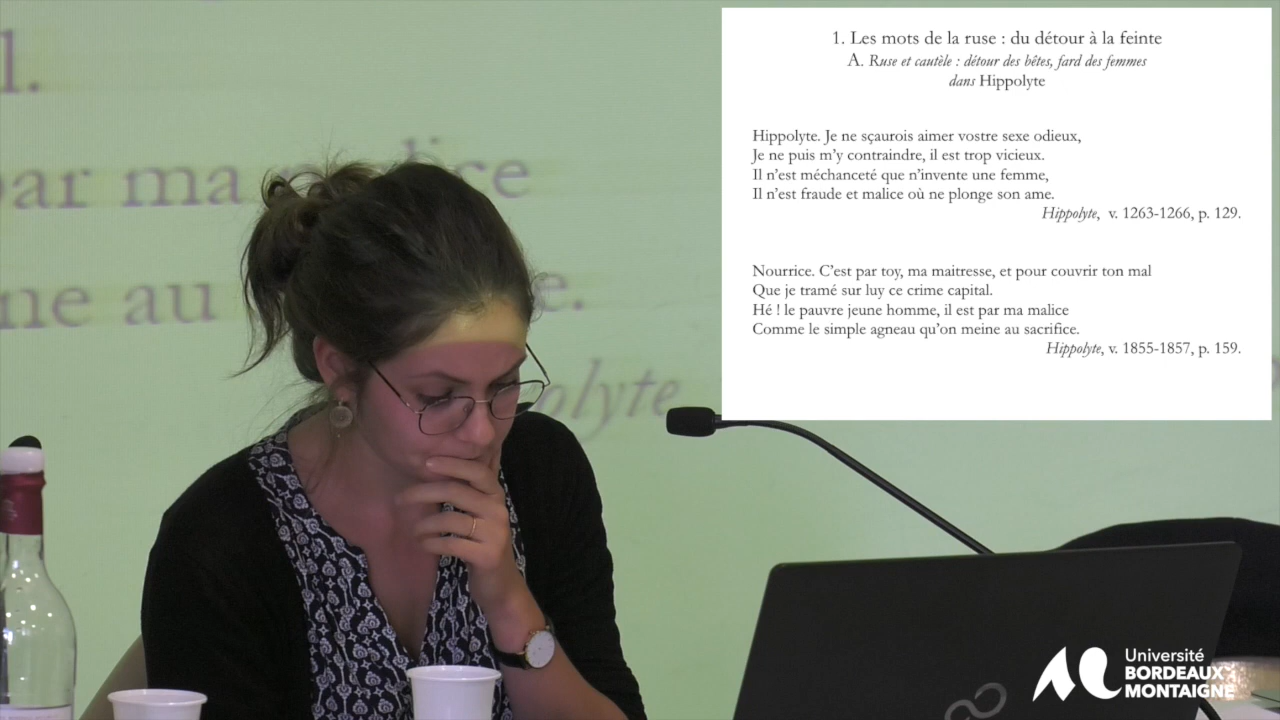 l.
par ma malice
ne au
e.
olyte
1. Les mots de la ruse : du détour à la feinte
A. Ruse et cautèle : détour des bêtes, fard des femmes
dans Hippolyte
Hippolyte. Je ne sçaurois aimer vostre sexe odieux,
Je ne puis m’y contraindre, il est trop vicieux.
Il n’est méchanceté que n’invente une femme,
Il n’est fraude et malice où ne plonge son ame.
Hippolyte, v. 1263-1266, p. 129.
Nourrice. C’est par toy, ma maitresse, et pour couvrir ton mal
Que je tramé sur luy ce crime capital.
Hé ! le pauvre jeune homme, il est par ma malice
Comme le simple agneau qu’on meine au sacrifice.
Hippolyte, v. 1855-1857, p. 159.
Université
BORDEAUX
MONTAIGNE